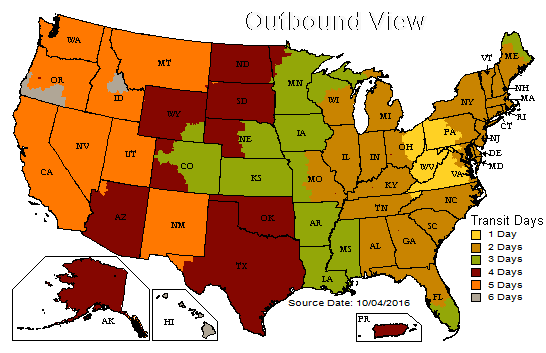 Outbound View
WA
MT
ND
MN
ME
VT
NH
MA
RI
CT
OR
ID
WY
SD
WI
MI
NY
NJ
DE
MD
NV
UT
CO
NE
IA
IL
IN
OH
PA
WV
VA
CA
AZ
NM
KS
MO
KY
TN
NC
SC
OK
AR
TX
LA
MS
AL
GA
FL
Transit Days
1 Day
2 Days
3 Days
4 Days
5 Days
6 Days
Source Date: 10/04/2016
AK
HI
PR